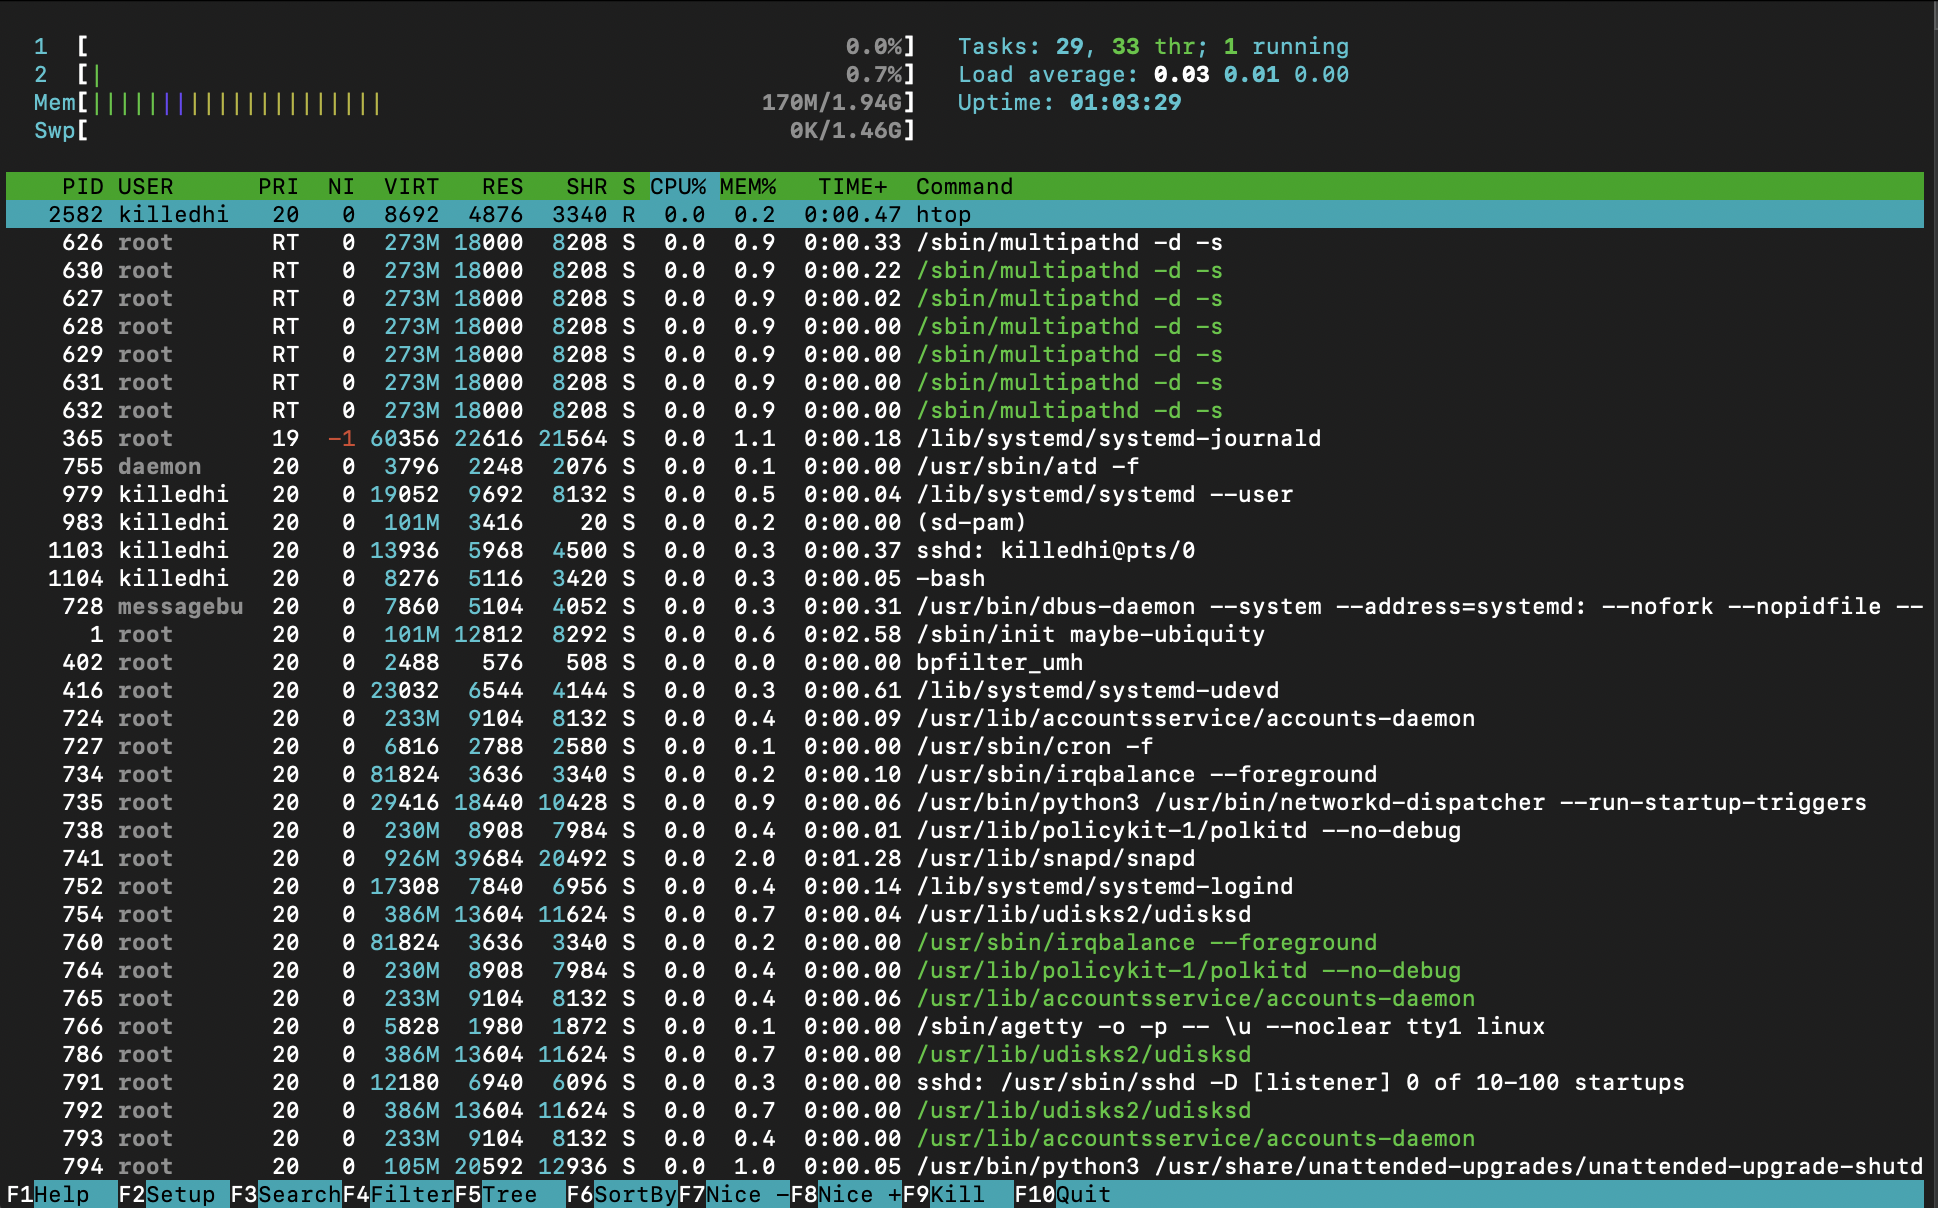 1 [ 0.0%] Tasks: 29, 33 thr; 1 running
2 [| 0.7%] Load average: 0.03 0.01 0.00
Mem[||||||||||||||||||||| 170M/1.94G] Uptime: 01:03:29
Swp[ 0K/1.46G]
PID USER PRI NI VIRT RES SHR S CPU% MEM% TIME+ Command
2582 killedhi 20 0 8692 4876 3340 R 0.0 0.2 0:00.47 htop
626 root RT 0 273M 18000 8208 S 0.0 0.9 0:00.33 /sbin/multipathd -d -s
630 root RT 0 273M 18000 8208 S 0.0 0.9 0:00.22 /sbin/multipathd -d -s
627 root RT 0 273M 18000 8208 S 0.0 0.9 0:00.02 /sbin/multipathd -d -s
628 root RT 0 273M 18000 8208 S 0.0 0.9 0:00.00 /sbin/multipathd -d -s
629 root RT 0 273M 18000 8208 S 0.0 0.9 0:00.00 /sbin/multipathd -d -s
631 root RT 0 273M 18000 8208 S 0.0 0.9 0:00.00 /sbin/multipathd -d -s
632 root RT 0 273M 18000 8208 S 0.0 0.9 0:00.00 /sbin/multipathd -d -s
365 root 19 -1 60356 22616 21564 S 0.0 1.1 0:00.18 /lib/systemd/systemd-journald
755 daemon 20 0 3796 2248 2076 S 0.0 0.1 0:00.00 /usr/sbin/atd -f
979 killedhi 20 0 19052 9692 8132 S 0.0 0.5 0:00.04 /lib/systemd/systemd --user
983 killedhi 20 0 101M 3416 20 S 0.0 0.2 0:00.00 (sd-pam)
1103 killedhi 20 0 13936 5968 4500 S 0.0 0.3 0:00.37 sshd: killedhi@pts/0
1104 killedhi 20 0 8276 5116 3420 S 0.0 0.3 0:00.05 -bash
728 messagebu 20 0 7860 5104 4052 S 0.0 0.3 0:00.31 /usr/bin/dbus-daemon --system --address=systemd: --nofork --nopidfile --
1 root 20 0 101M 12812 8292 S 0.0 0.6 0:02.58 /sbin/init maybe-ubiquity
402 root 20 0 2488 576 508 S 0.0 0.0 0:00.00 bpfilter_umh
416 root 20 0 23032 6544 4144 S 0.0 0.3 0:00.61 /lib/systemd/systemd-udevd
724 root 20 0 233M 9104 8132 S 0.0 0.4 0:00.09 /usr/lib/accountsservice/accounts-daemon
727 root 20 0 6816 2788 2580 S 0.0 0.1 0:00.00 /usr/sbin/cron -f
734 root 20 0 81824 3636 3340 S 0.0 0.2 0:00.10 /usr/sbin/irqbalance --foreground
735 root 20 0 29416 18440 10428 S 0.0 0.9 0:00.06 /usr/bin/python3 /usr/bin/networkd-dispatcher --run-startup-triggers
738 root 20 0 230M 8908 7984 S 0.0 0.4 0:00.01 /usr/lib/policykit-1/polkitd --no-debug
741 root 20 0 926M 39684 20492 S 0.0 2.0 0:01.28 /usr/lib/snapd/snapd
752 root 20 0 17308 7840 6956 S 0.0 0.4 0:00.14 /lib/systemd/systemd-logind
754 root 20 0 386M 13604 11624 S 0.0 0.7 0:00.04 /usr/lib/udisks2/udisksd
760 root 20 0 81824 3636 3340 S 0.0 0.2 0:00.00 /usr/sbin/irqbalance --foreground
764 root 20 0 230M 8908 7984 S 0.0 0.4 0:00.00 /usr/lib/policykit-1/polkitd --no-debug
765 root 20 0 233M 9104 8132 S 0.0 0.4 0:00.06 /usr/lib/accountsservice/accounts-daemon
766 root 20 0 5828 1980 1872 S 0.0 0.1 0:00.00 /sbin/agetty -o -p -- \u --noclear tty1 linux
786 root 20 0 386M 13604 11624 S 0.0 0.7 0:00.00 /usr/lib/udisks2/udisksd
791 root 20 0 12180 6940 6096 S 0.0 0.3 0:00.00 sshd: /usr/sbin/sshd -D [listener] 0 of 10-100 startups
792 root 20 0 386M 13604 11624 S 0.0 0.7 0:00.00 /usr/lib/udisks2/udisksd
793 root 20 0 233M 9104 8132 S 0.0 0.4 0:00.00 /usr/lib/accountsservice/accounts-daemon
794 root 20 0 105M 20592 12936 S 0.0 1.0 0:00.05 /usr/bin/python3 /usr/share/unattended-upgrades/unattended-upgrade-shutd
F1Help F2Setup F3SearchF4FilterF5Tree F6SortByF7Nice -F8Nice +F9Kill F10Quit